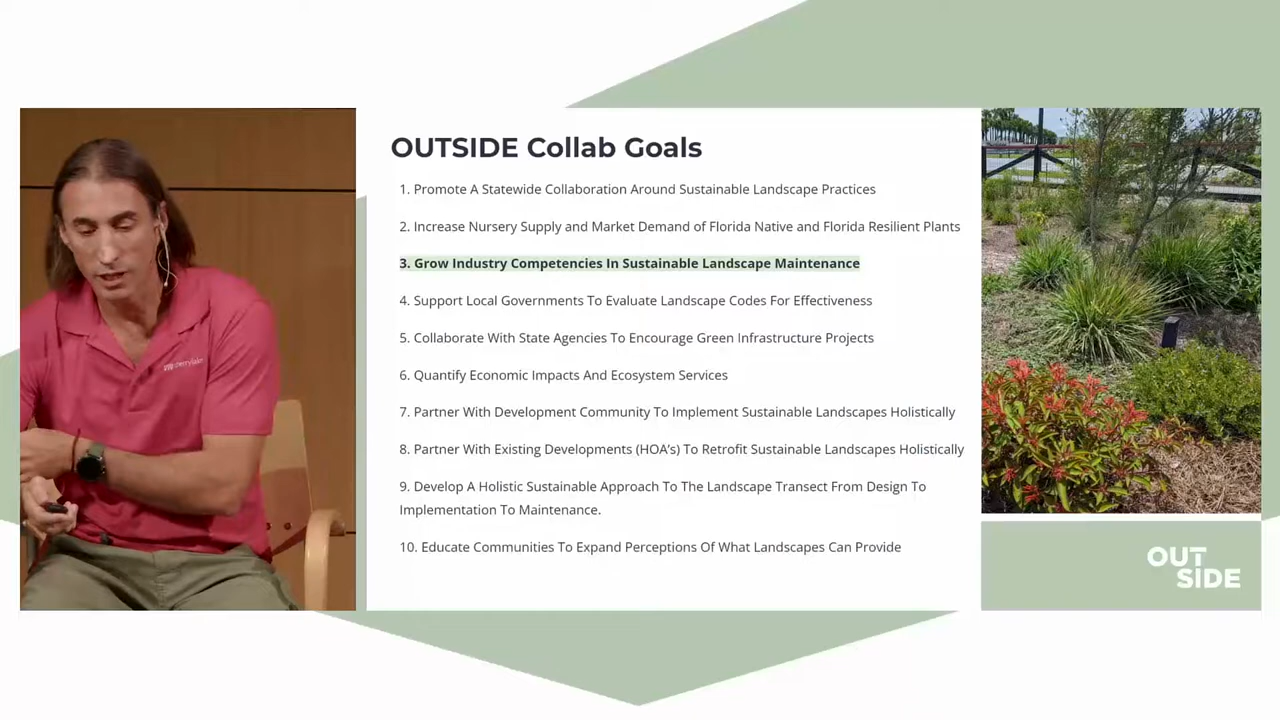 OUTSIDE Collab Goals
1. Promote A Statewide Collaboration Around Sustainable Landscape Practices
2. Increase Nursery Supply and Market Demand of Florida Native and Florida Resilient Plants
3. Grow Industry Competencies In Sustainable Landscape Maintenance
4. Support Local Governments To Evaluate Landscape Codes For Effectiveness
5. Collaborate With State Agencies To Encourage Green Infrastructure Projects
6. Quantify Economic Impacts And Ecosystem Services
7. Partner With Development Community To Implement Sustainable Landscapes Holistically
8. Partner With Existing Developments (HOA's) To Retrofit Sustainable Landscapes Holistically
9. Develop A Holistic Sustainable Approach To The Landscape Transect From Design To
Implementation To Maintenance.
10. Educate Communities To Expand Perceptions Of What Landscapes Can Provide
OUT
SIDE